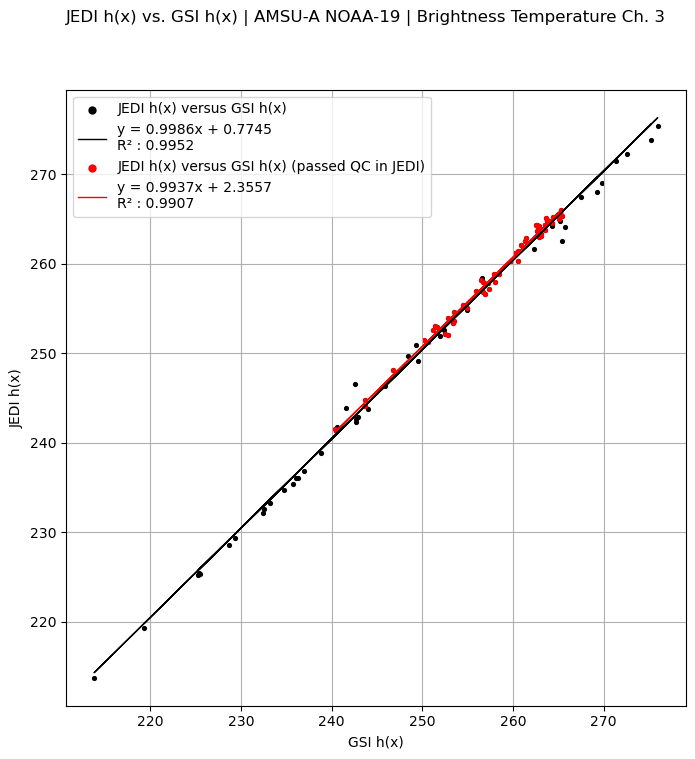 JEDI h(x) vs. GSI h(x) | AMSU-A NOAA-19 | Brightness Temperature Ch. 3
JEDI h(x) versus GSI h(x)
y = 0.9986x + 0.7745
R² : 0.9952
JEDI h(x) versus GSI h(x) (passed QC in JEDI)
y = 0.9937x + 2.3557
R² : 0.9907
270
260
250
240
230
220
JEDI h(x)
220 230 240 250 260 270
GSI h(x)